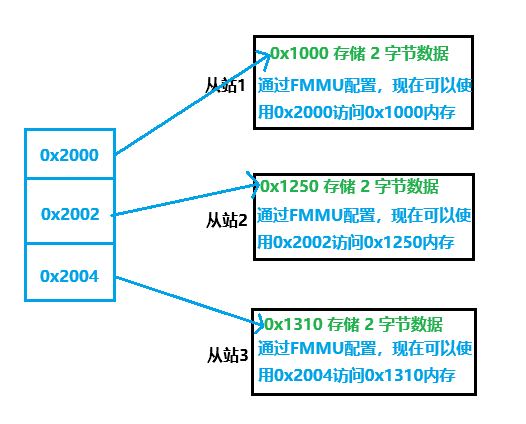 0x1000 存储 2 字节数据
从站1
通过FMMU配置，现在可以使
用0x2000访问0x1000内存
0x2000
0x1250 存储 2 字节数据
0x2002
从站2
通过FMMU配置，现在可以使
用0x2002访问0x1250内存
0x2004
0x1310 存储 2 字节数据
从站3
通过FMMU配置，现在可以使
用0x2004访问0x1310内存